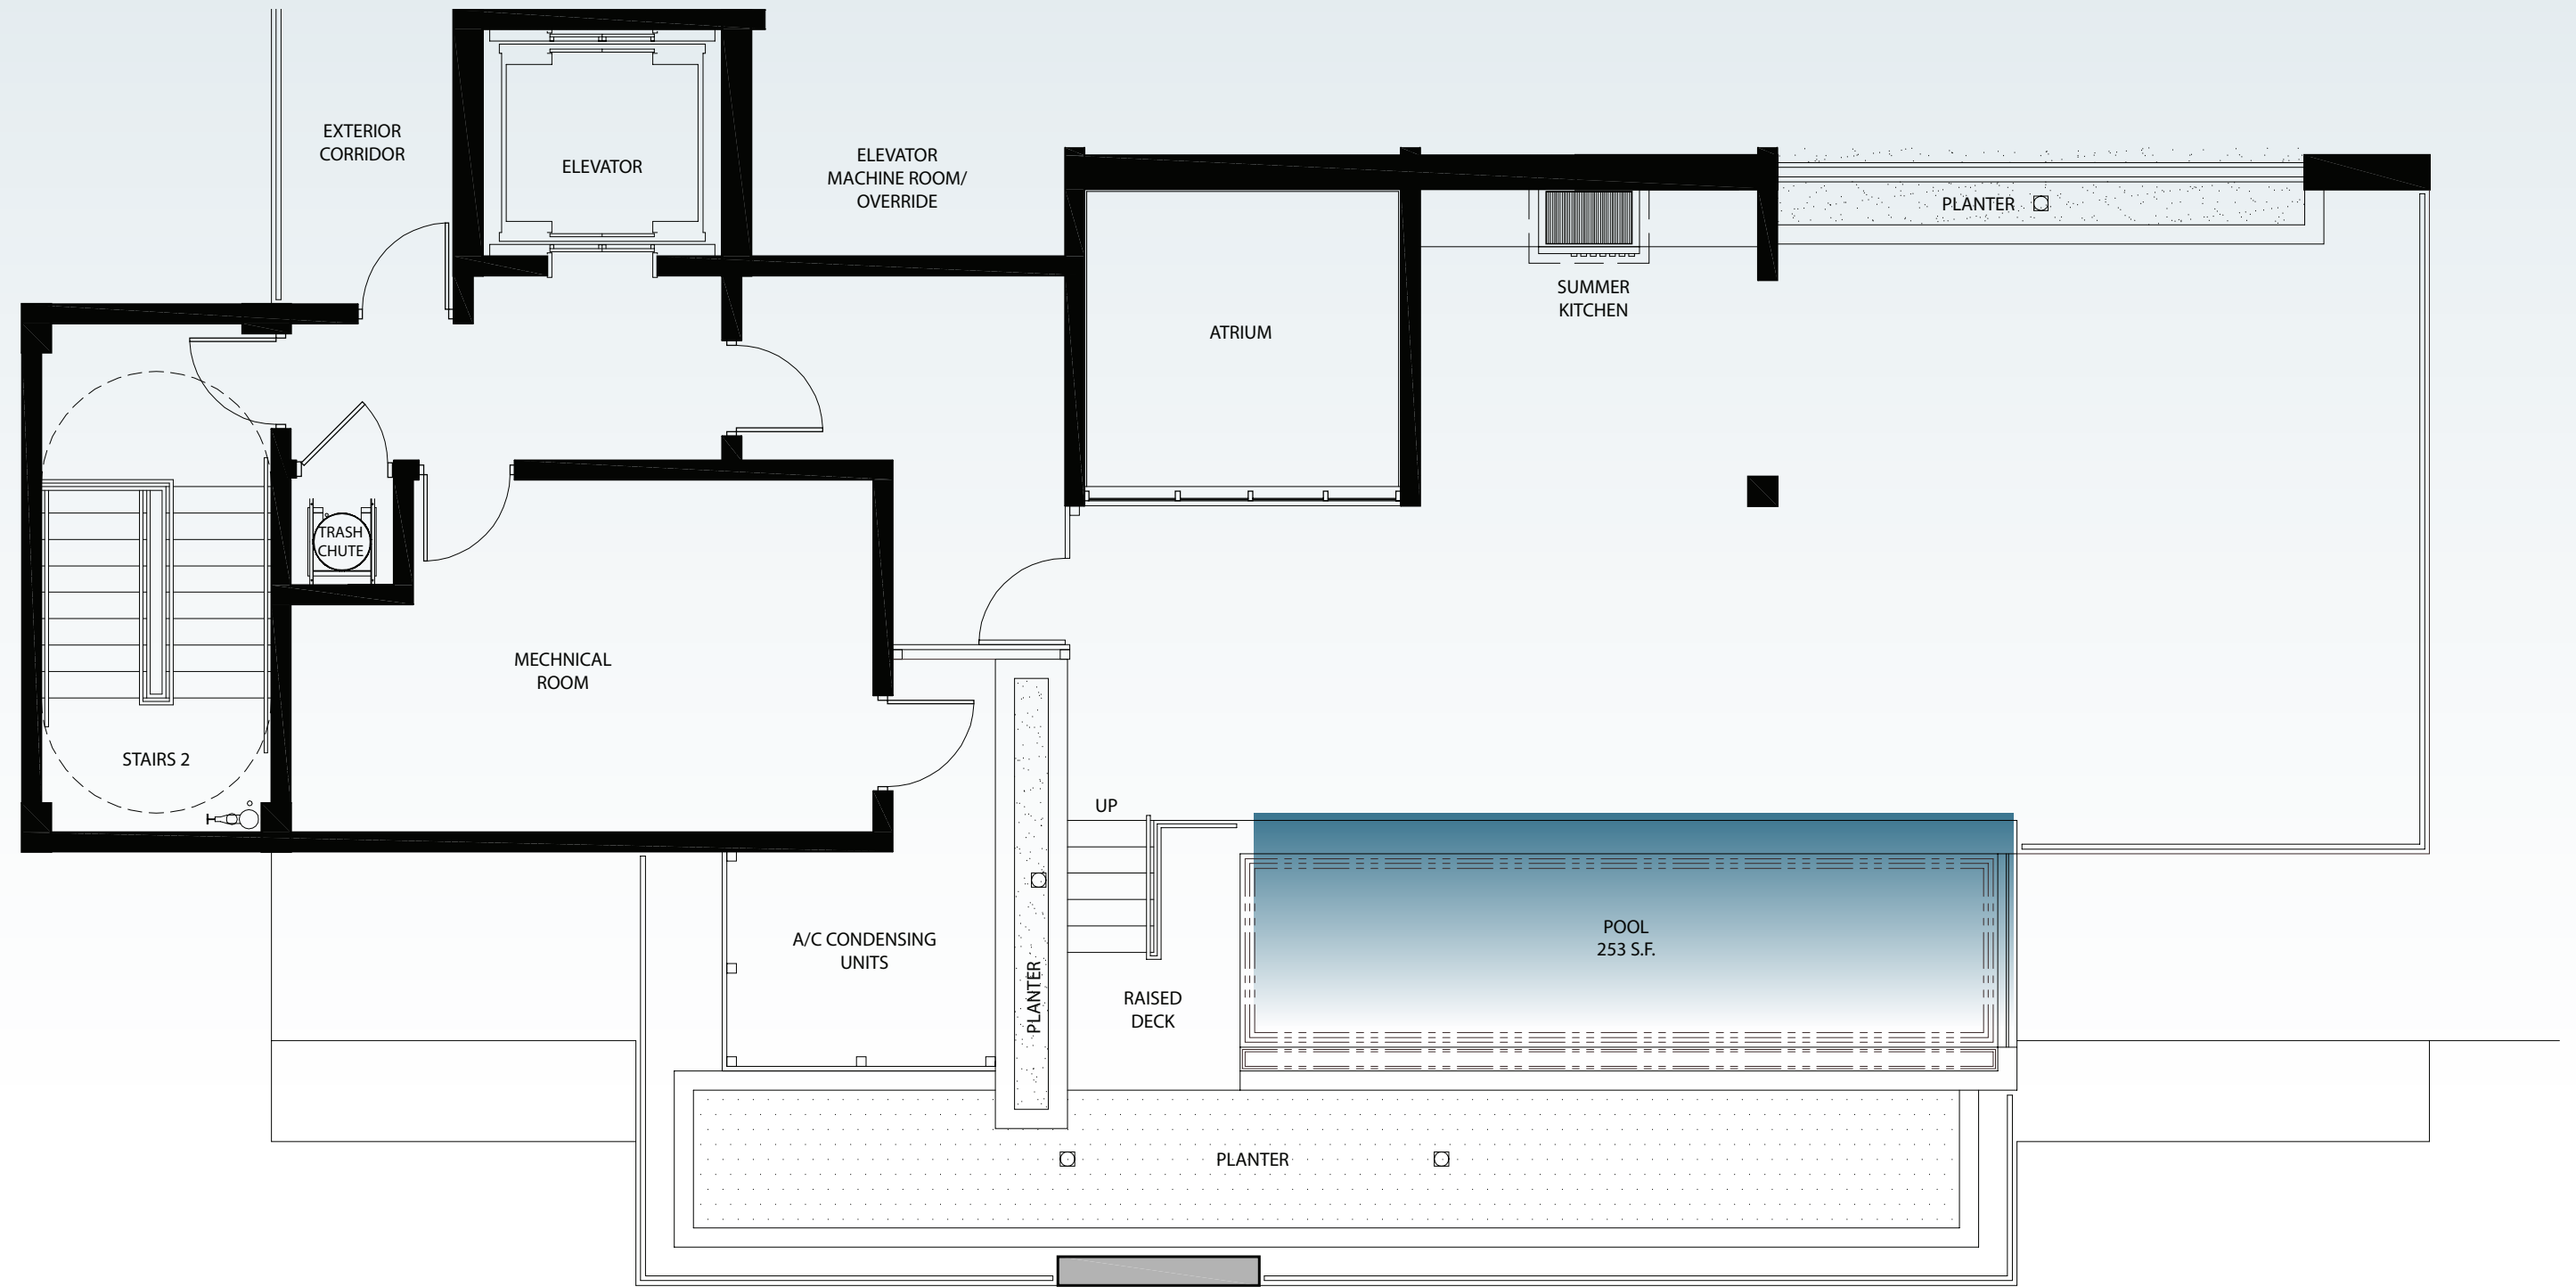 EXTERIOR
CORRIDOR
ELEVATOR
ELEVATOR
MACHINE ROOM/
OVERRIDE
PLANTER
SUMMER
KITCHEN
ATRIUM
TRASH
CHUTE
MECHNICAL
ROOM
STAIRS 2
UP
A/C CONDENSING
UNITS
PLANTER
RAISED
DECK
POOL
253 S.F.
PLANTER